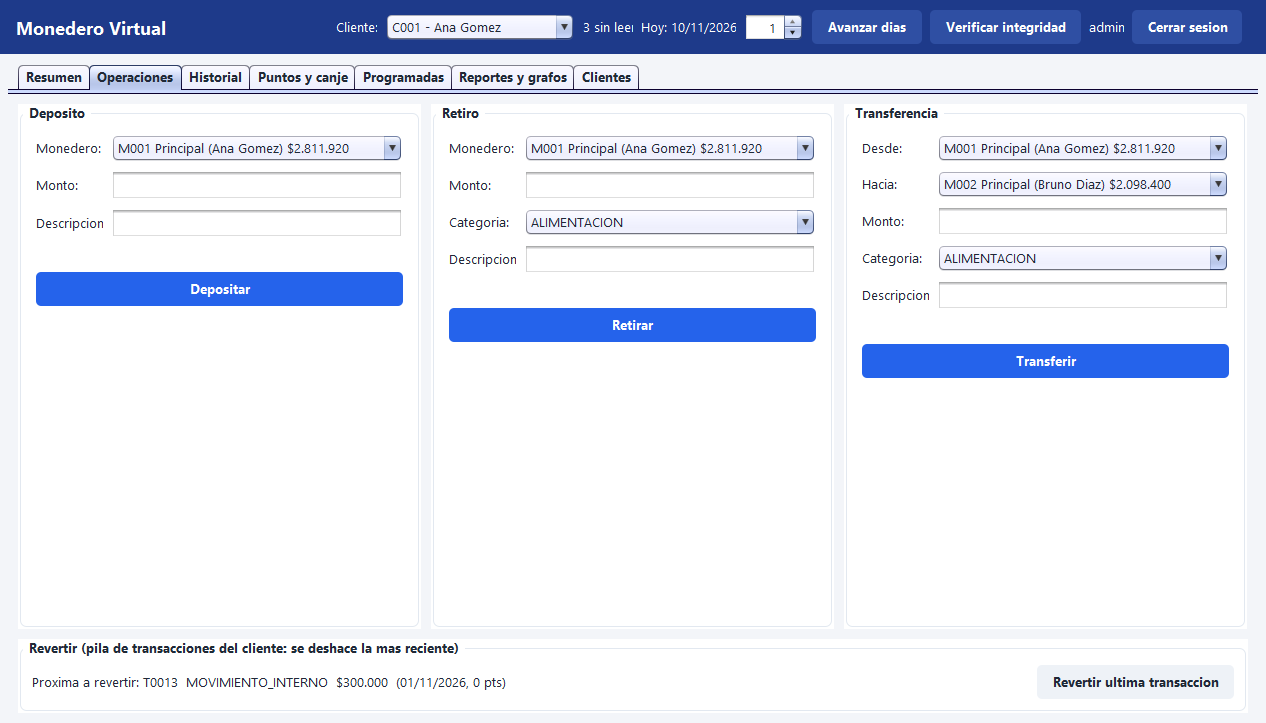 Monedero Virtual
Cliente: C001 - Ana Gomez 3 sin leer Hoy: 10/11/2026 1 Avanzar dias Verificar integridad admin Cerrar sesion
Resumen Operaciones Historial Puntos y canje Programadas Reportes y grafos Clientes
Deposito
Monedero: M001 Principal (Ana Gomez) $2.811.920
Monto:
Descripcion
Depositar
Retiro
Monedero: M001 Principal (Ana Gomez) $2.811.920
Monto:
Categoria: ALIMENTACION
Descripcion
Retirar
Transferencia
Desde: M001 Principal (Ana Gomez) $2.811.920
Hacia: M002 Principal (Bruno Diaz) $2.098.400
Monto:
Categoria: ALIMENTACION
Descripcion
Transferir
Revertir (pila de transacciones del cliente: se deshace la mas reciente)
Proxima a revertir: T0013 MOVIMIENTO_INTERNO $300.000 (01/11/2026, 0 pts)
Revertir ultima transaccion